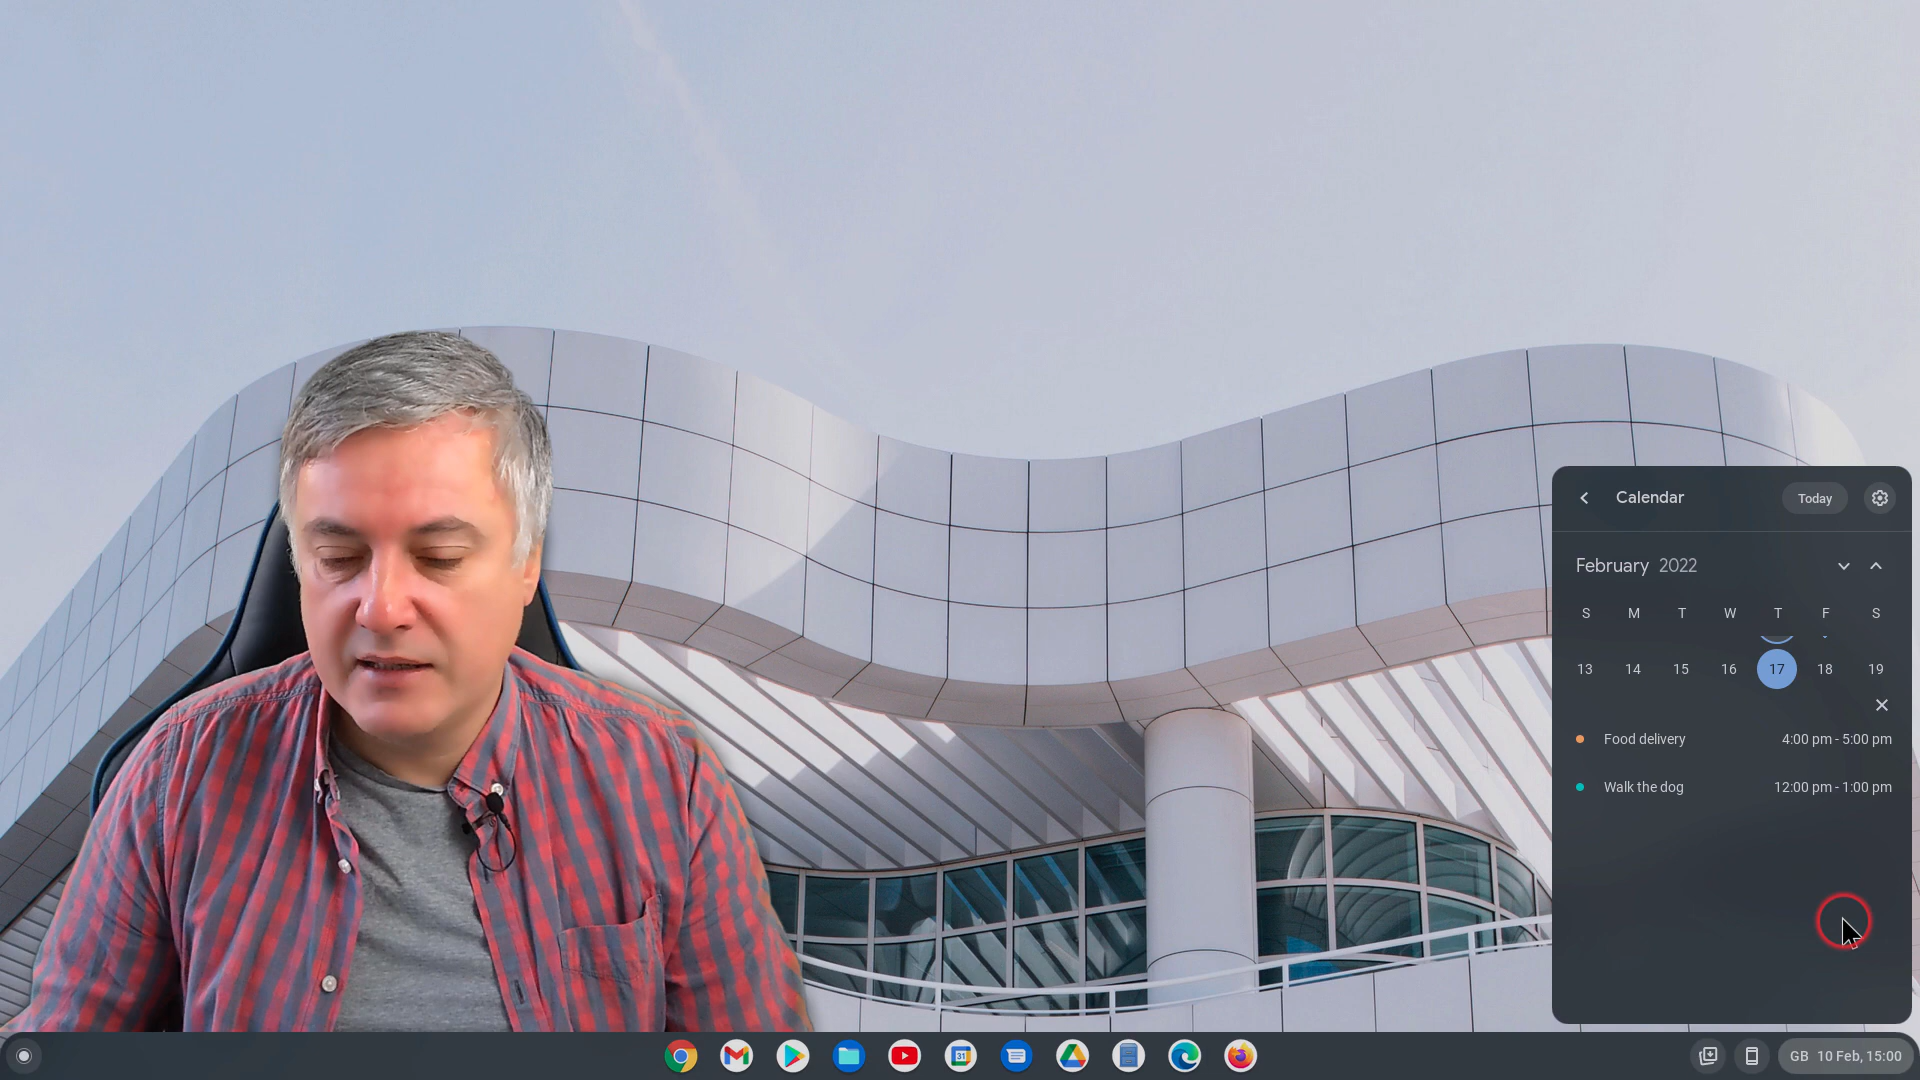 Calendar Today
February 2022
S M T W T F S
13 14 15 16 17 18 19
Food delivery 4:00 pm - 5:00 pm
Walk the dog 12:00 pm - 1:00 pm
31
GB 10 Feb, 15:00